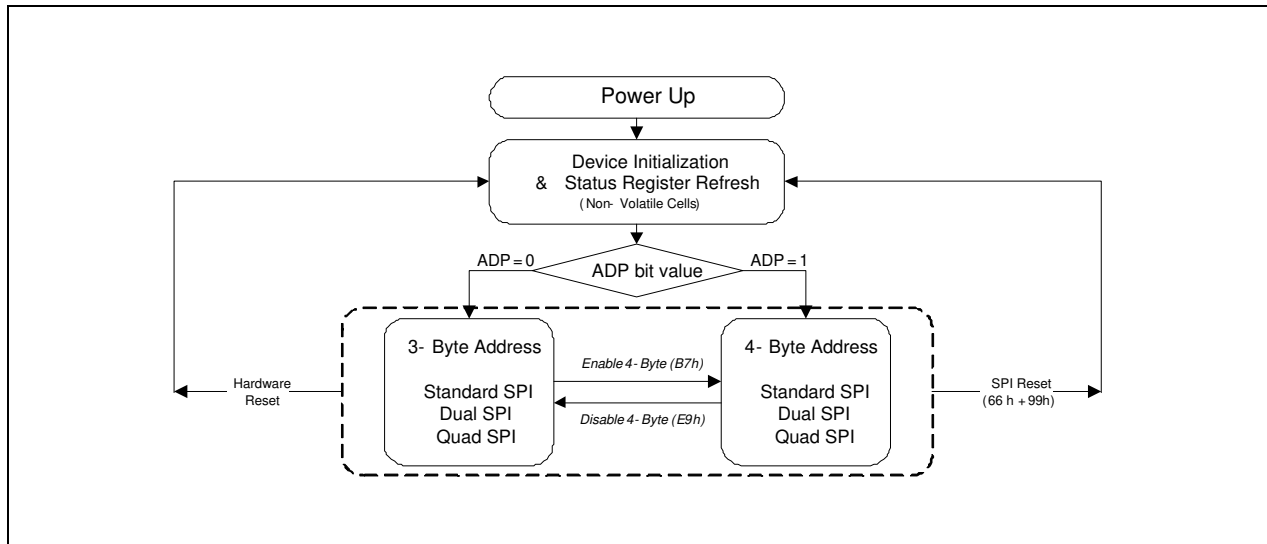 Power Up
Device Initialization
& Status Register Refresh
( Non- Volatile Cells)
ADP = 0
ADP bit value
ADP = 1
3- Byte Address
Standard SPI
Dual SPI
Quad SPI
Enable 4- Byte (B7h)
Disable 4- Byte (E9h)
4- Byte Address
Standard SPI
Dual SPI
Quad SPI
Hardware
Reset
SPI Reset
(66 h + 99h)